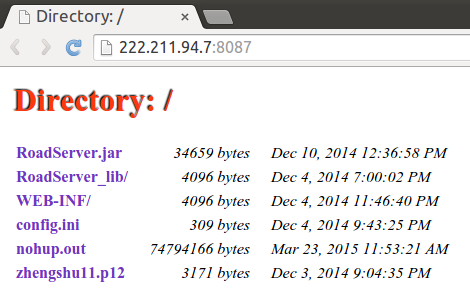 Directory: /
222.211.94.7:8087
Directory: /
RoadServer.jar 34659 bytes Dec 10, 2014 12:36:58 PM
RoadServer_lib/ 4096 bytes Dec 4, 2014 7:00:02 PM
WEB-INF/ 4096 bytes Dec 4, 2014 11:46:40 PM
config.ini 309 bytes Dec 4, 2014 9:43:25 PM
nohup.out 74794166 bytes Mar 23, 2015 11:53:21 AM
zhengshu11.p12 3171 bytes Dec 3, 2014 9:04:35 PM